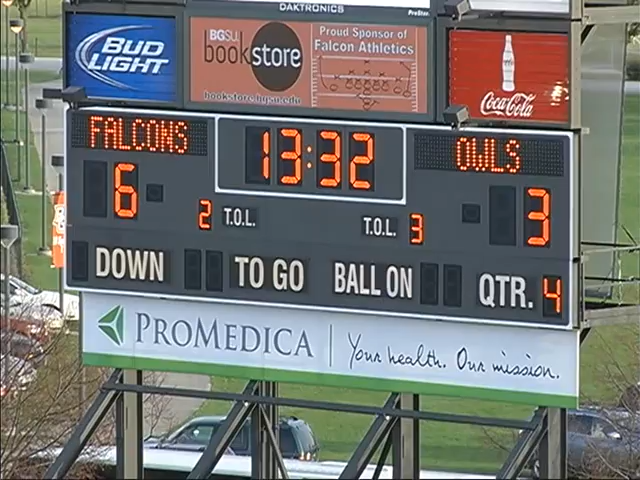 DAKTRONICS
ProStar
BUD
LIGHT
BGSU
bookstore
bookstore.bgsu.edu
Proud Sponsor of
Falcon Athletics
Coca-Cola
FALCONS
13:32
OWLS
6
2 T.O.L.
T.O.L. 3
3
DOWN TO GO BALL ON QTR. 4
PROMEDICA
Your health. Our mission.